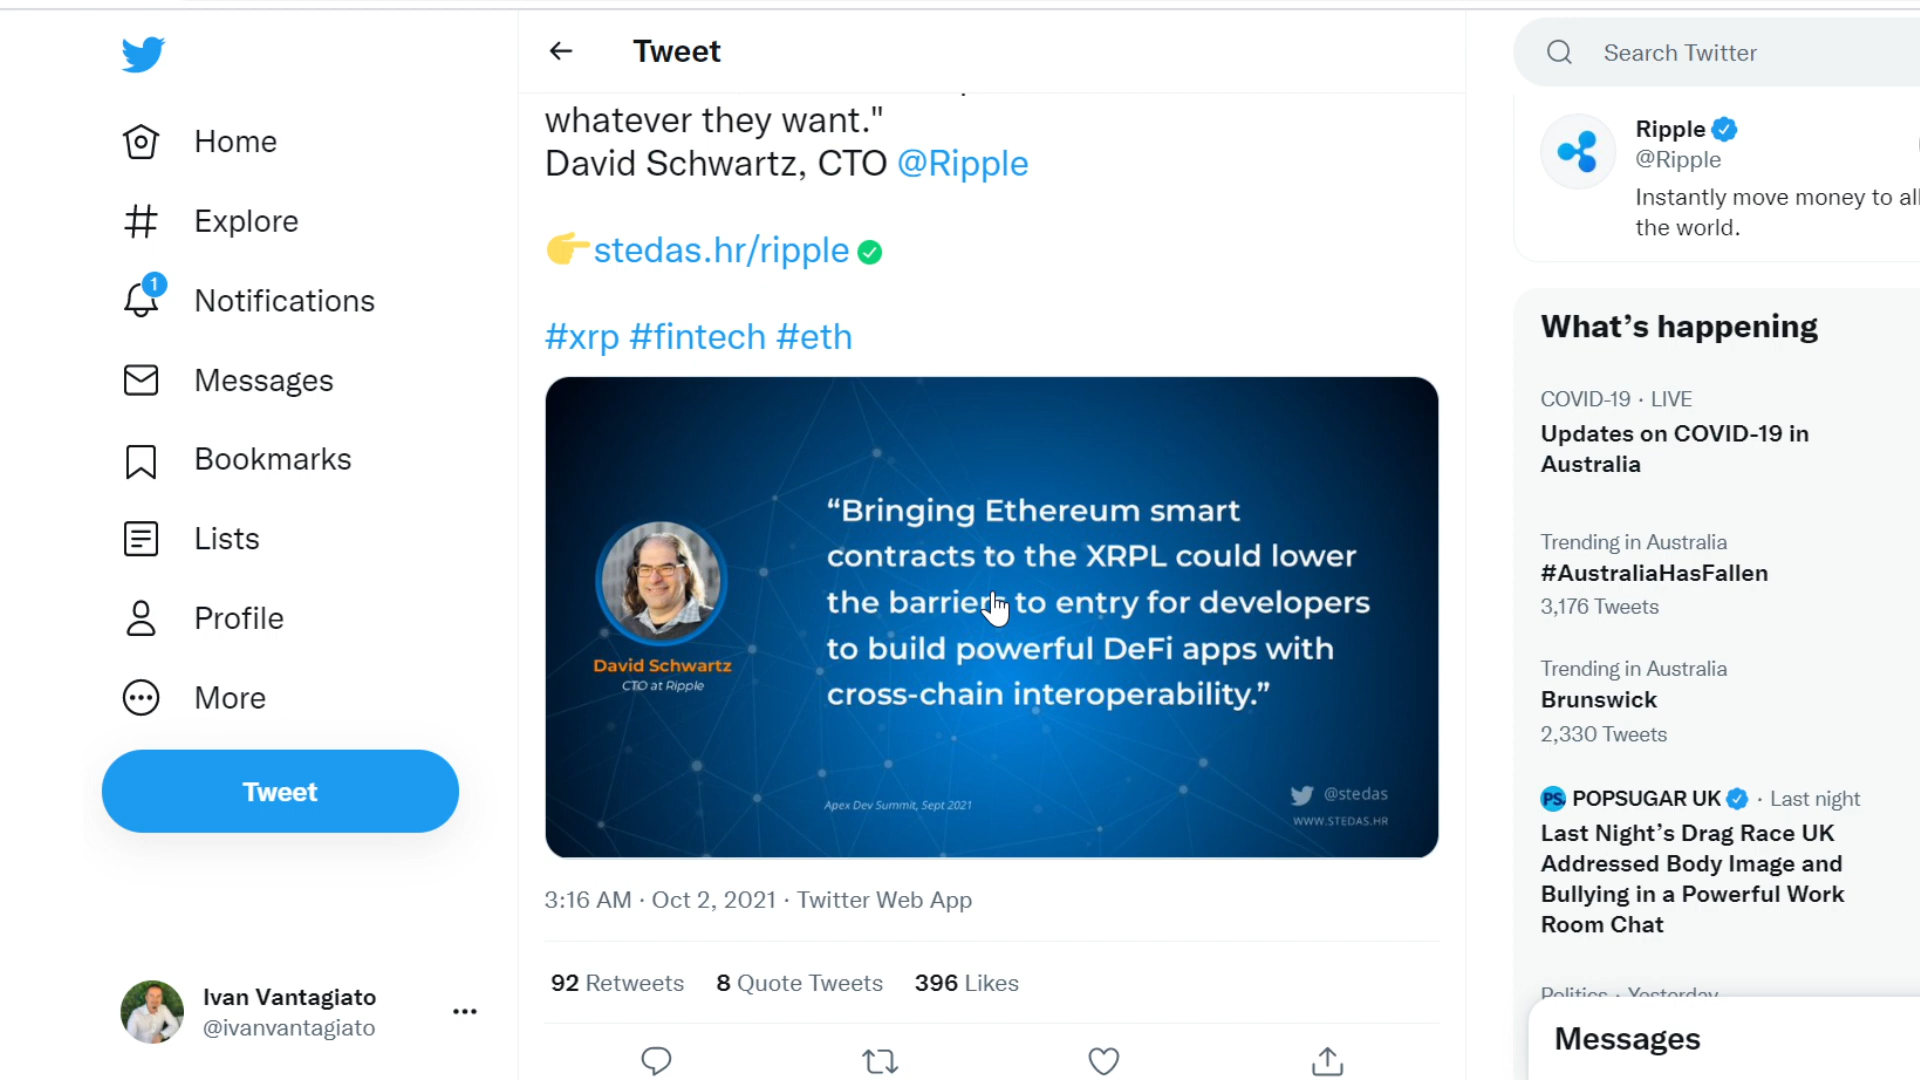 Home
Explore
1
Notifications
Messages
Bookmarks
Lists
Profile
More
Tweet
Ivan Vantagiato
@ivanvantagiato
Tweet
whatever they want."
David Schwartz, CTO @Ripple
👉stedas.hr/ripple
#xrp #fintech #eth
David Schwartz
CTO at Ripple
“Bringing Ethereum smart
contracts to the XRPL could lower
the barriers to entry for developers
to build powerful DeFi apps with
cross-chain interoperability.”
Apex Dev Summit, Sept 2021
@stedas
WWW.STEDAS.HR
3:16 AM · Oct 2, 2021 · Twitter Web App
92 Retweets 8 Quote Tweets 396 Likes
Search Twitter
Ripple
@Ripple
Instantly move money to all
the world.
What’s happening
COVID-19 · LIVE
Updates on COVID-19 in
Australia
Trending in Australia
#AustraliaHasFallen
3,176 Tweets
Trending in Australia
Brunswick
2,330 Tweets
PS. POPSUGAR UK · Last night
Last Night’s Drag Race UK
Addressed Body Image and
Bullying in a Powerful Work
Room Chat
Politics · Yesterday
Messages